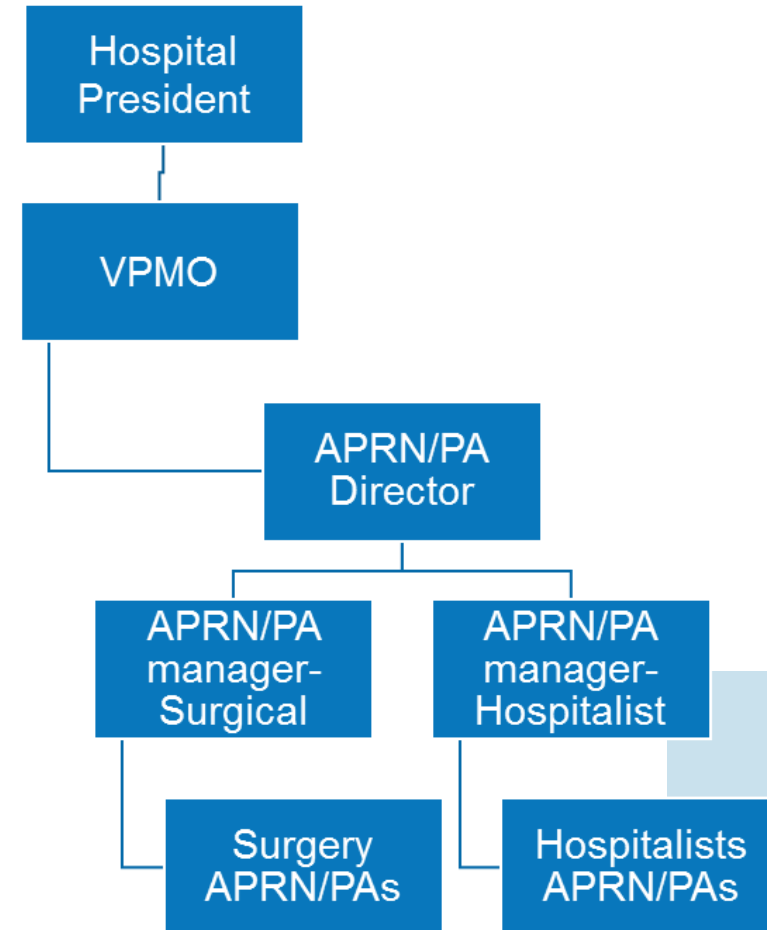 Hospital
President
VPMO
APRN/PA
Director
APRN/PA
manager-
Surgical
APRN/PA
manager-
Hospitalist
Surgery
APRN/PAs
Hospitalists
APRN/PAs